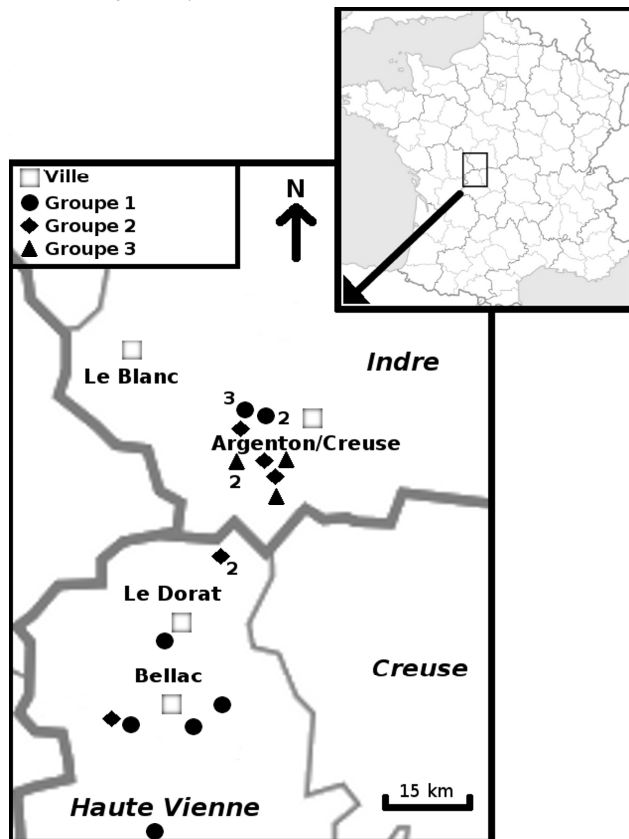 Ville
Groupe 1
Groupe 2
Groupe 3
N
Indre
Le Blanc
3
2
Argenton/Creuse
2
2
Le Dorat
Creuse
Bellac
15 km
Haute Vienne